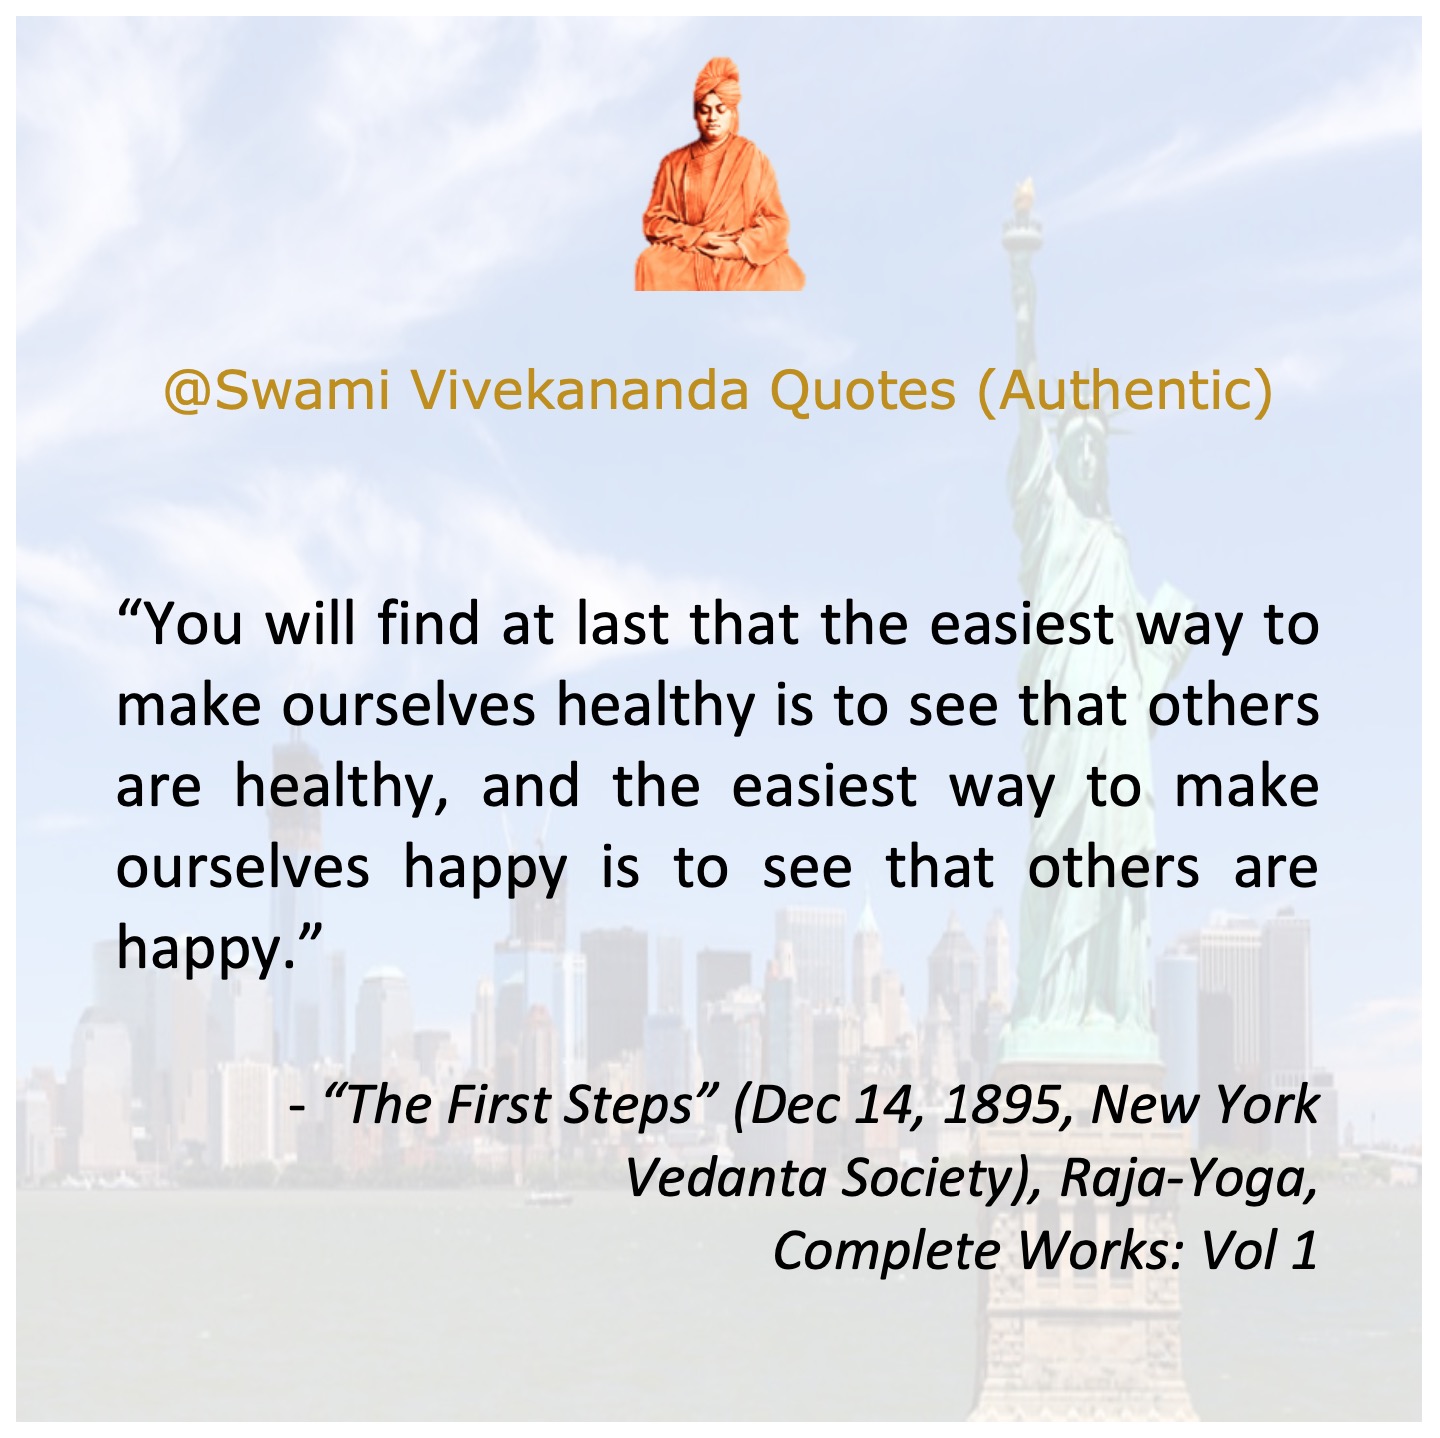 @Swami Vivekananda Quotes (Authentic)
“You will find at last that the easiest way to
make ourselves healthy is to see that others
are healthy, and the easiest way to make
ourselves happy is to see that others are
happy.”
- “The First Steps” (Dec 14, 1895, New York
Vedanta Society), Raja-Yoga,
Complete Works: Vol 1